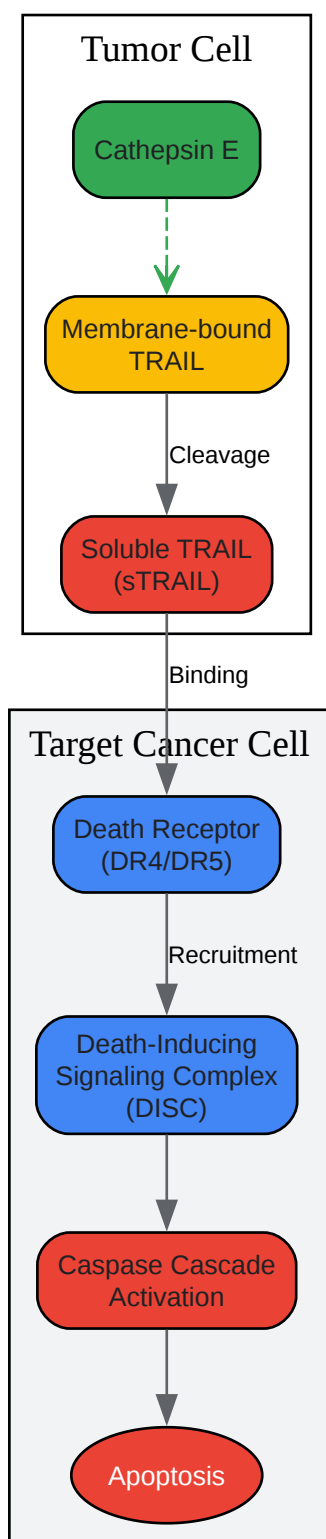 Tumor Cell
Cathepsin E
Membrane-bound
TRAIL
Cleavage
Soluble TRAIL
(sTRAIL)
Binding
Target Cancer Cell
Death Receptor
(DR4/DR5)
Recruitment
Death-Inducing
Signaling Complex
(DISC)
Caspase Cascade
Activation
Apoptosis